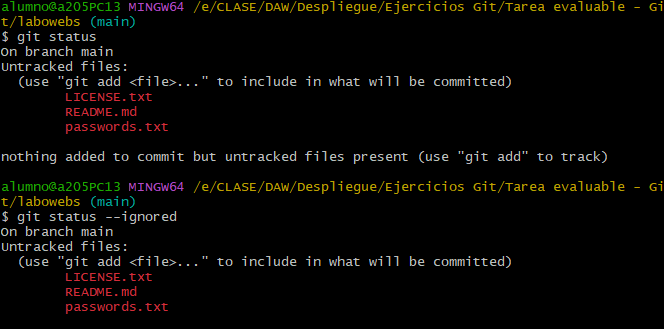 alumno@a205PC13 MINGW64 /e/CLASE/DAW/Despliegue/Ejercicios Git/Tarea evaluable - Gi
t/labowebs (main)
$ git status
On branch main
Untracked files:
  (use "git add <file>..." to include in what will be committed)
        LICENSE.txt
        README.md
        passwords.txt

nothing added to commit but untracked files present (use "git add" to track)

alumno@a205PC13 MINGW64 /e/CLASE/DAW/Despliegue/Ejercicios Git/Tarea evaluable - Gi
t/labowebs (main)
$ git status --ignored
On branch main
Untracked files:
  (use "git add <file>..." to include in what will be committed)
        LICENSE.txt
        README.md
        passwords.txt